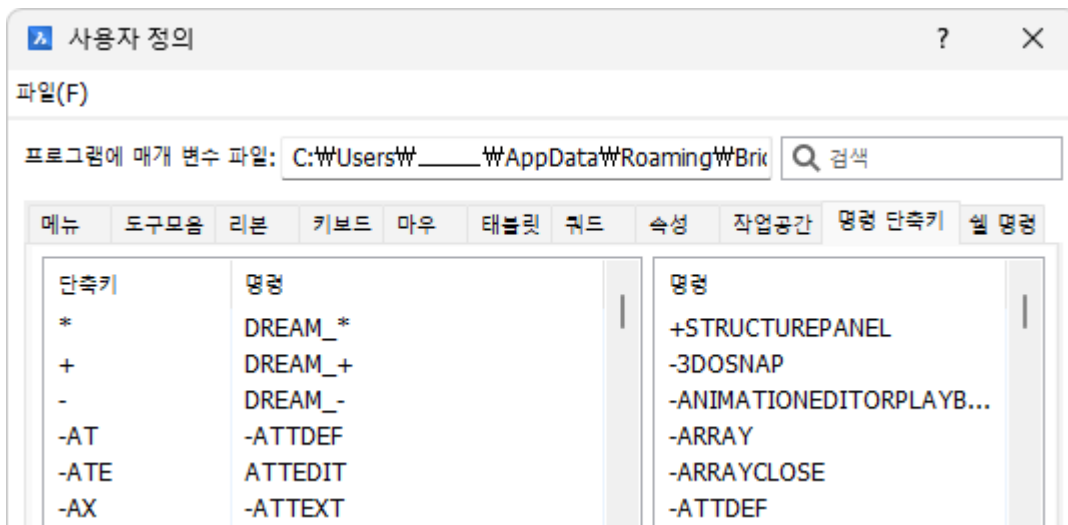 사용자 정의 ? ×
파일(F)
프로그램에 매개 변수 파일: C:₩Users₩______₩AppData₩Roaming₩Bric 검색
메뉴 도구모음 리본 키보드 마우 태블릿 쿼드 속성 작업공간 명령 단축키 쉘 명령
단축키 명령 명령
* DREAM_* +STRUCTUREPANEL
+ DREAM_+ -3DOSNAP
- DREAM_- -ANIMATIONEDITORPLAYB...
-AT -ATTDEF -ARRAY
-ATE ATTEDIT -ARRAYCLOSE
-AX -ATTEXT -ATTDEF